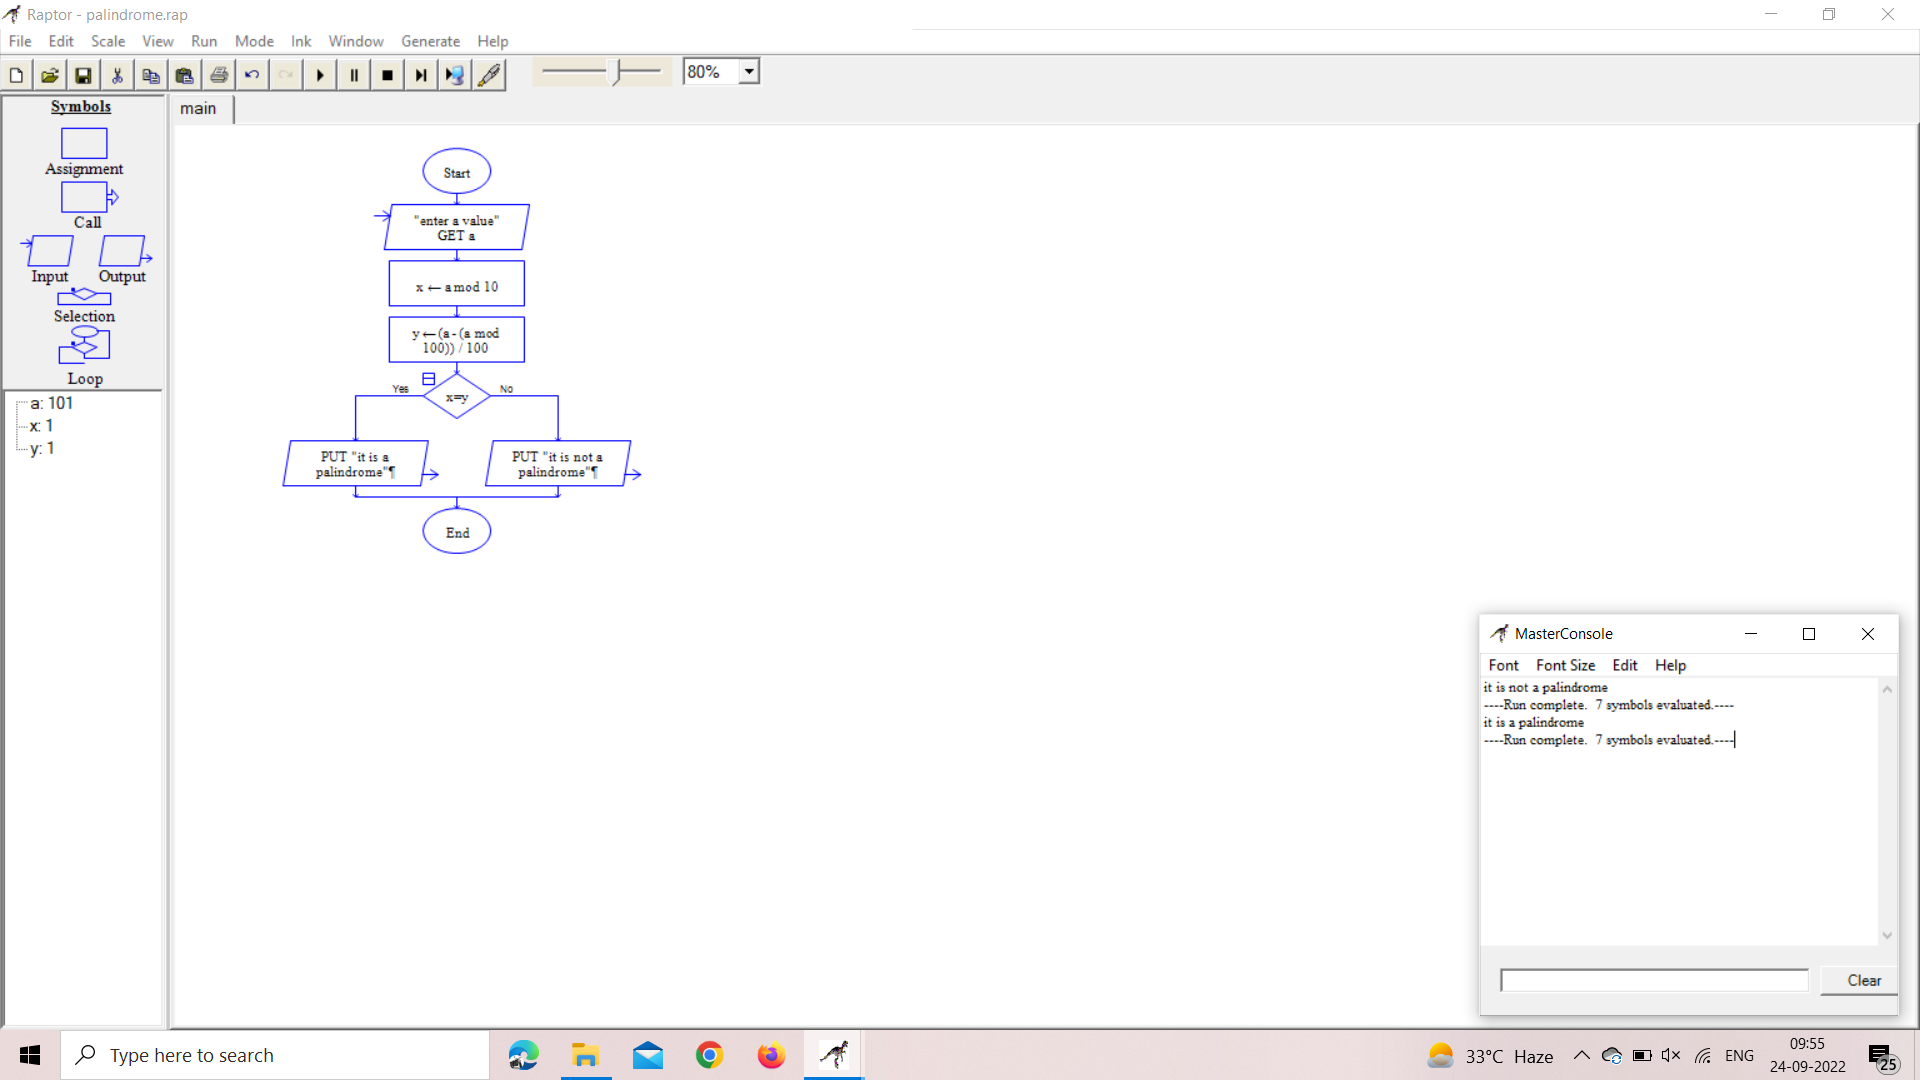 Raptor - palindrome.rap
File Edit Scale View Run Mode Ink Window Generate Help
80%
Symbols
Assignment
Call
Input Output
Selection
Loop
a: 101
x: 1
y: 1
main
Start
"enter a value"
GET a
x ← a mod 10
y ← (a - (a mod
100)) / 100
Yes
x=y
No
PUT "it is a
palindrome"¶
PUT "it is not a
palindrome"¶
End
MasterConsole
Font Font Size Edit Help
it is not a palindrome
----Run complete. 7 symbols evaluated.----
it is a palindrome
----Run complete. 7 symbols evaluated.----
Clear
Type here to search
33°C Haze
ENG
09:55
24-09-2022
25